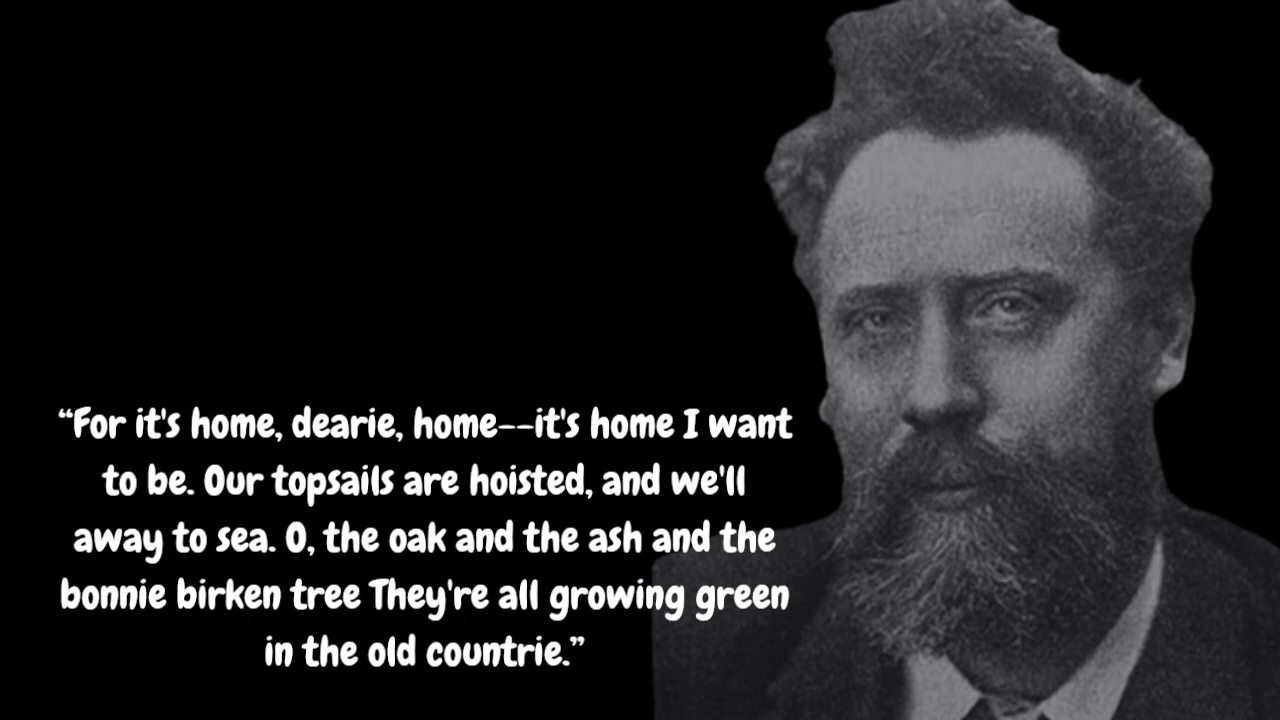 “For it's home, dearie, home--it's home I want
to be. Our topsails are hoisted, and we'll
away to sea. O, the oak and the ash and the
bonnie birken tree They're all growing green
in the old countrie.”